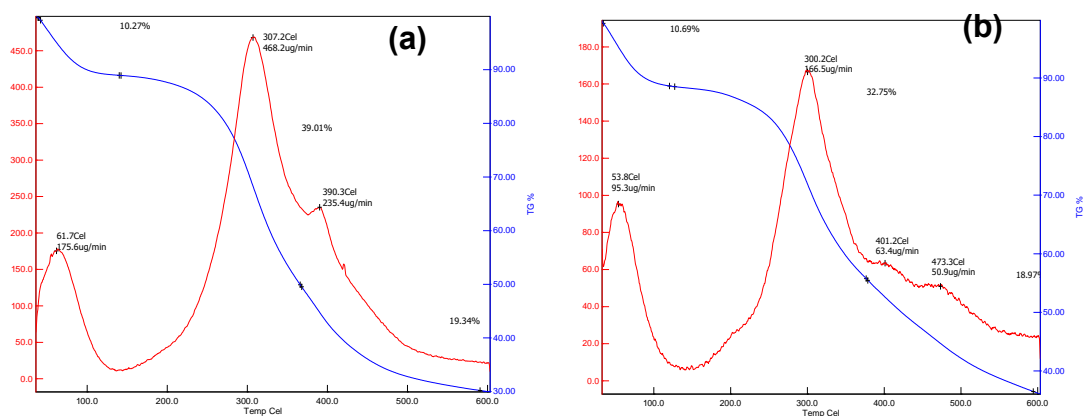 (a)
10.27%
307.2Cel
468.2ug/min
39.01%
390.3Cel
235.4ug/min
61.7Cel
175.6ug/min
19.34%
450.0
400.0
350.0
300.0
250.0
200.0
150.0
100.0
50.0
0.0
90.00
80.00
70.00
60.00
50.00
40.00
30.00
TG %
100.0
200.0
300.0
400.0
500.0
600.0
Temp Cel
(b)
10.69%
300.2Cel
166.5ug/min
32.75%
53.8Cel
95.3ug/min
401.2Cel
63.4ug/min
473.3Cel
50.9ug/min
18.97%
180.0
160.0
140.0
120.0
100.0
80.0
60.0
40.0
20.0
0.0
90.00
80.00
70.00
60.00
50.00
40.00
TG %
100.0
200.0
300.0
400.0
500.0
600.0
Temp Cel